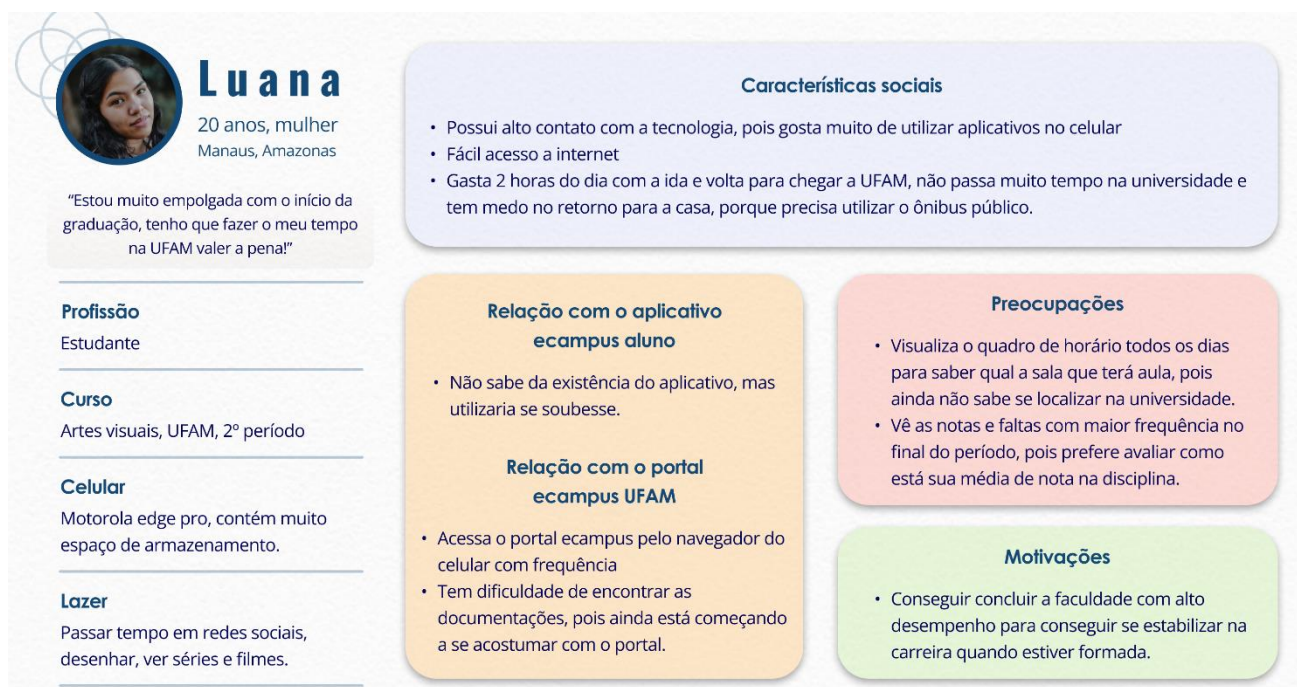 Luana
20 anos, mulher
Manaus, Amazonas
“Estou muito empolgada com o início da
graduação, tenho que fazer o meu tempo
na UFAM valer a pena!”
Profissão
Estudante
Curso
Artes visuais, UFAM, 2º período
Celular
Motorola edge pro, contém muito
espaço de armazenamento.
Lazer
Passar tempo em redes sociais,
desenhar, ver séries e filmes.
Características sociais
• Possui alto contato com a tecnologia, pois gosta muito de utilizar aplicativos no celular
• Fácil acesso a internet
• Gasta 2 horas do dia com a ida e volta para chegar a UFAM, não passa muito tempo na universidade e
tem medo no retorno para a casa, porque precisa utilizar o ônibus público.
Relação com o aplicativo
ecampus aluno
• Não sabe da existência do aplicativo, mas
utilizaria se soubesse.
Relação com o portal
ecampus UFAM
• Acessa o portal ecampus pelo navegador do
celular com frequência
• Tem dificuldade de encontrar as
documentações, pois ainda está começando
a se acostumar com o portal.
Preocupações
• Visualiza o quadro de horário todos os dias
para saber qual a sala que terá aula, pois
ainda não sabe se localizar na universidade.
• Vê as notas e faltas com maior frequência no
final do período, pois prefere avaliar como
está sua média de nota na disciplina.
Motivações
• Conseguir concluir a faculdade com alto
desempenho para conseguir se estabilizar na
carreira quando estiver formada.